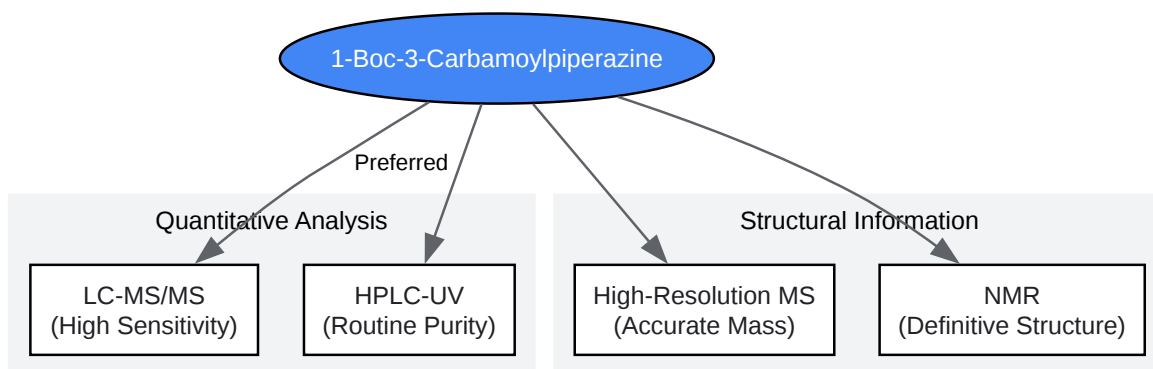 1-Boc-3-Carbamoylpiperazine
Preferred
Quantitative Analysis
LC-MS/MS
(High Sensitivity)
HPLC-UV
(Routine Purity)
Structural Information
High-Resolution MS
(Accurate Mass)
NMR
(Definitive Structure)